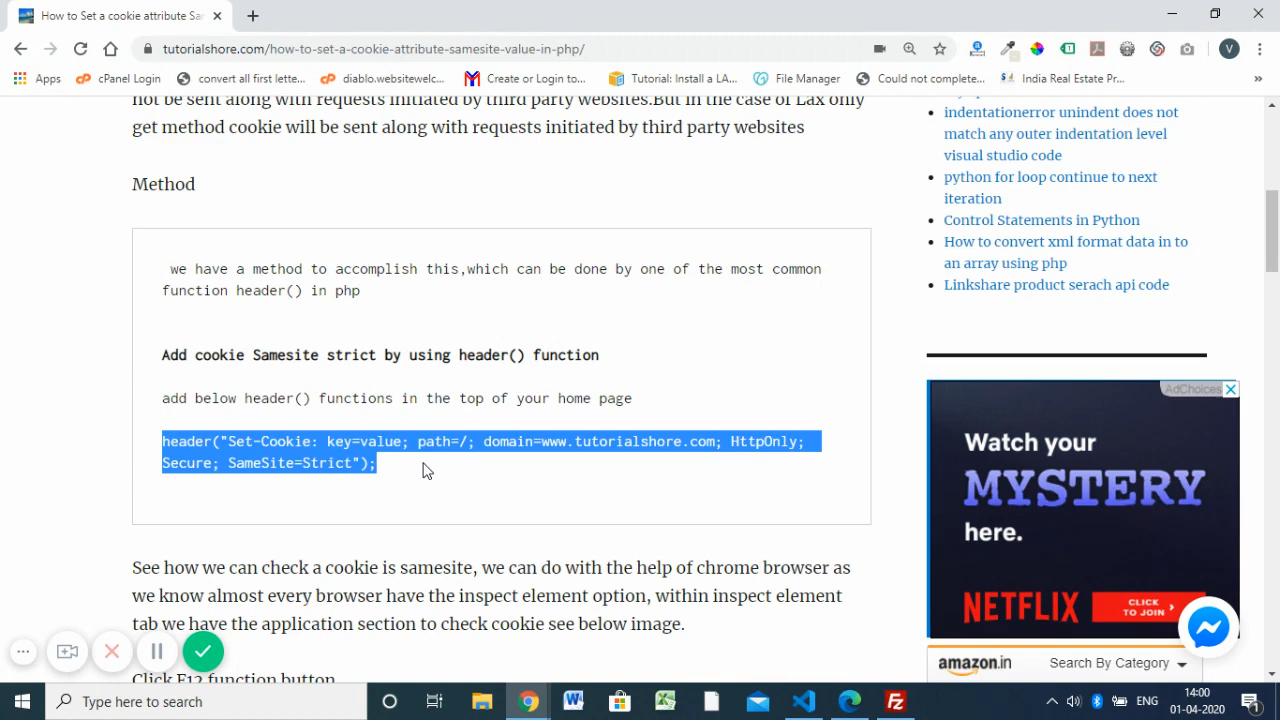 How to Set a cookie attribute Sa
tutorialshore.com/how-to-set-a-cookie-attribute-samesite-value-in-php/
V
Apps
cPanel Login
convert all first lette...
diablo.websitewelc...
Create or Login to...
Tutorial: Install a LA...
File Manager
Could not complete...
India Real Estate Pr...
»
not be sent along with requests initiated by third party websites.But in the case of Lax only
get method cookie will be sent along with requests initiated by third party websites
Method
we have a method to accomplish this,which can be done by one of the most common
function header() in php
Add cookie Samesite strict by using header() function
add below header() functions in the top of your home page
header("Set-Cookie: key=value; path=/; domain=www.tutorialshore.com; HttpOnly;
Secure; SameSite=Strict");
See how we can check a cookie is samesite, we can do with the help of chrome browser as
we know almost every browser have the inspect element option, within inspect element
tab we have the application section to check cookie see below image.
Click F12 function button
indentationerror unindent does not
match any outer indentation level
visual studio code
python for loop continue to next
iteration
Control Statements in Python
How to convert xml format data in to
an array using php
Linkshare product serach api code
AdChoices
Watch your
MYSTERY
here.
NETFLIX
CLICK
TO JOIN
amazon.in
Search By Category
Type here to search
ENG
14:00
01-04-2020
1